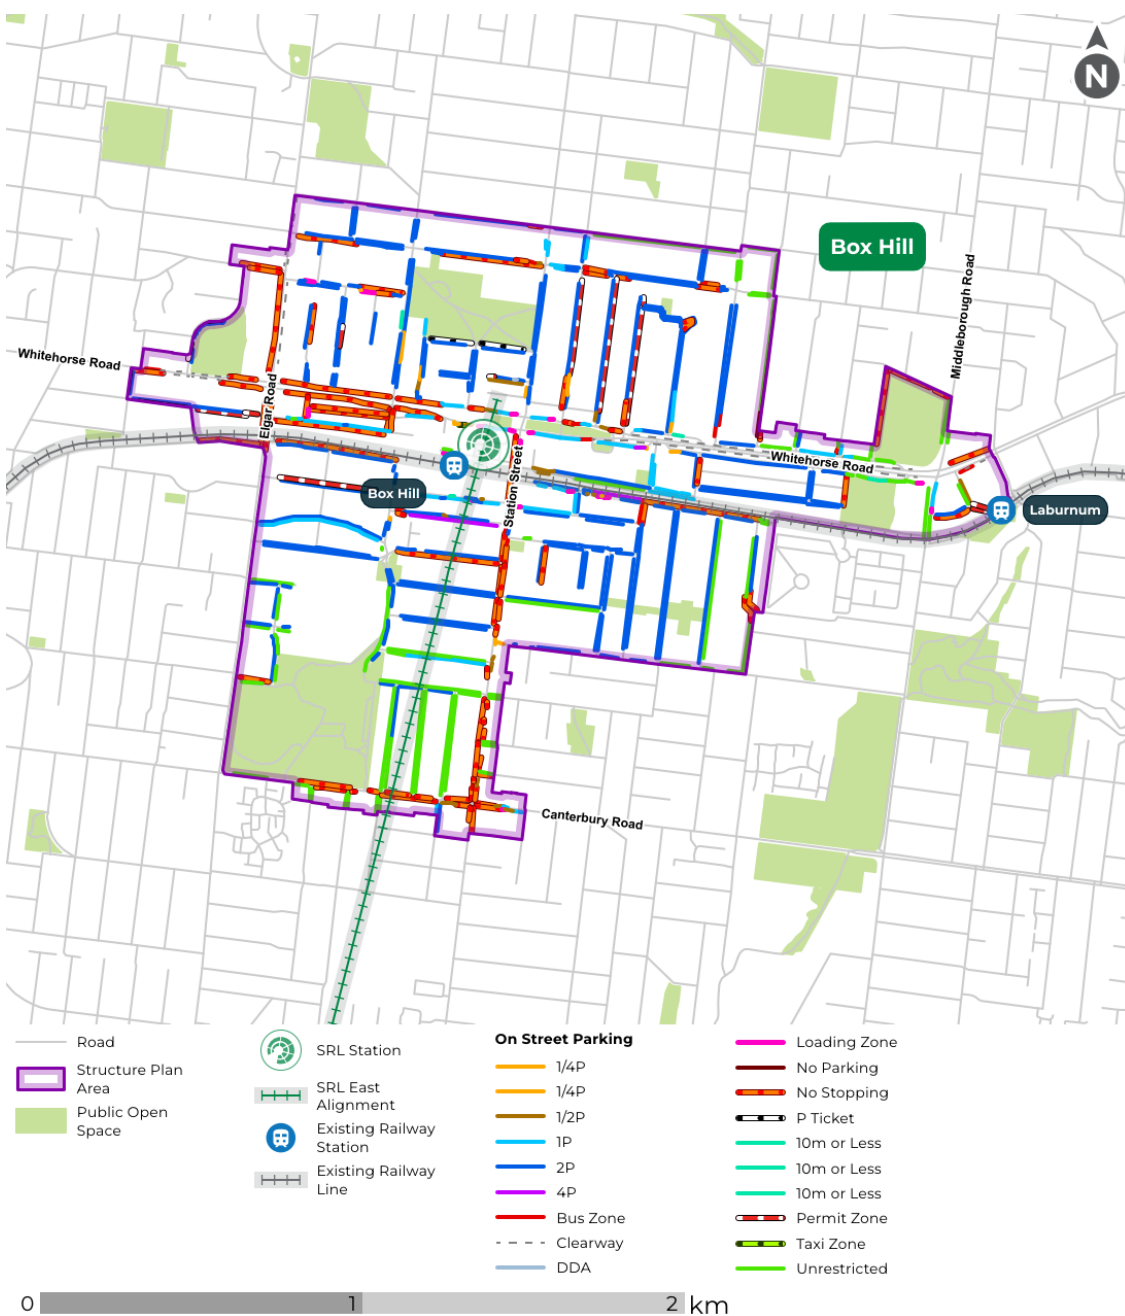 N
Box Hill
Middleborough Road
Whitehorse Road
Elgar Road
Station Street
Whitehorse Road
Box Hill
Laburnum
Canterbury Road
Road
Structure Plan
Area
Public Open
Space
SRL Station
SRL East
Alignment
Existing Railway
Station
Existing Railway
Line
On Street Parking
1/4P
1/4P
1/2P
1P
2P
4P
Bus Zone
Clearway
DDA
Loading Zone
No Parking
No Stopping
P Ticket
10m or Less
10m or Less
10m or Less
Permit Zone
Taxi Zone
Unrestricted
0 1 2 km